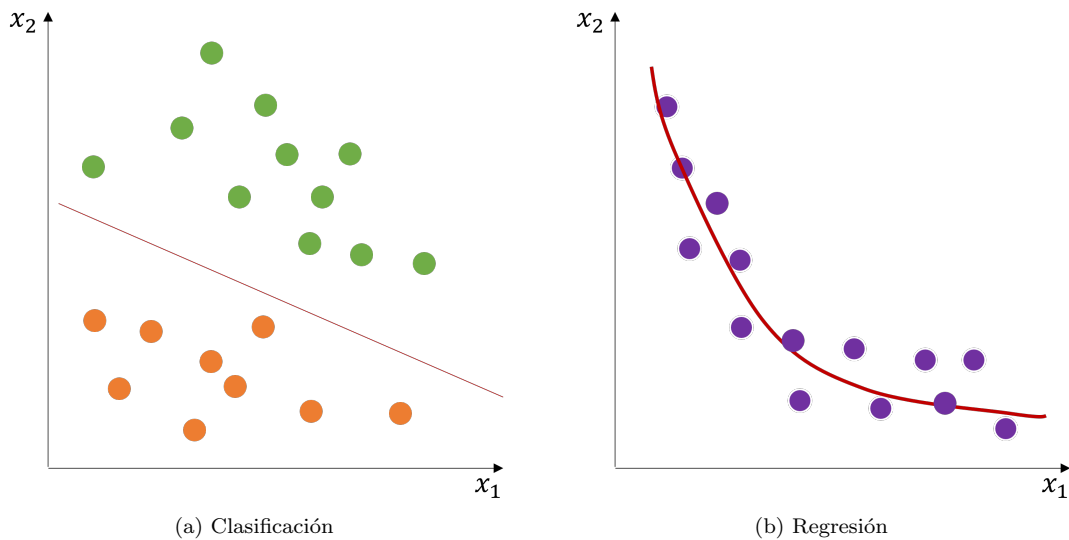 x₂
x₁
(a) Clasificación
x₂
x₁
(b) Regresión